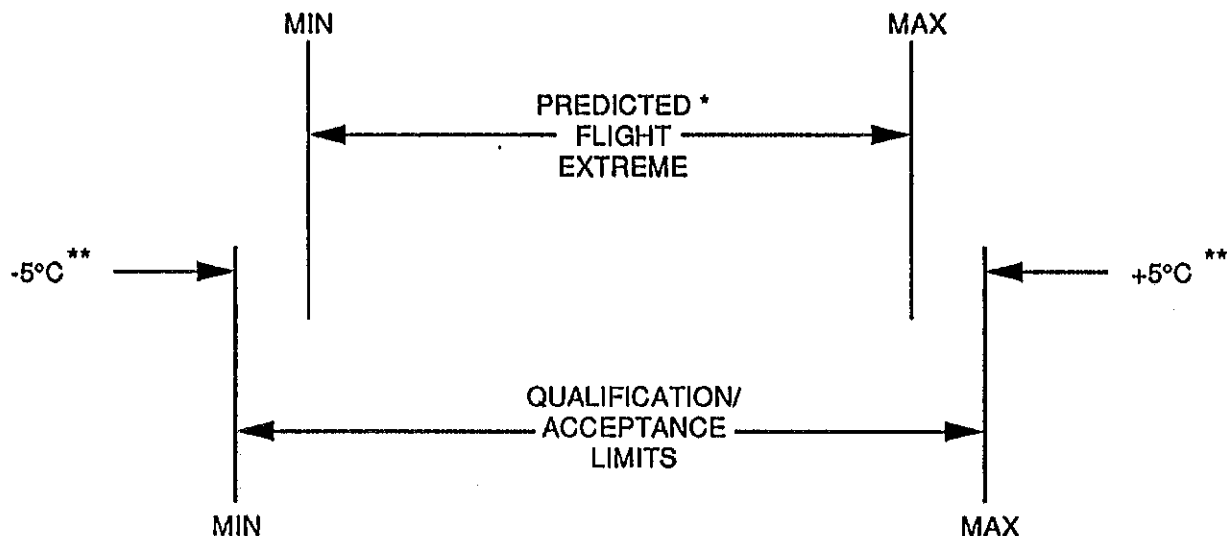 MIN
MAX
PREDICTED *
FLIGHT
EXTREME
-5°C **
+5°C **
QUALIFICATION/
ACCEPTANCE
LIMITS
MIN
MAX